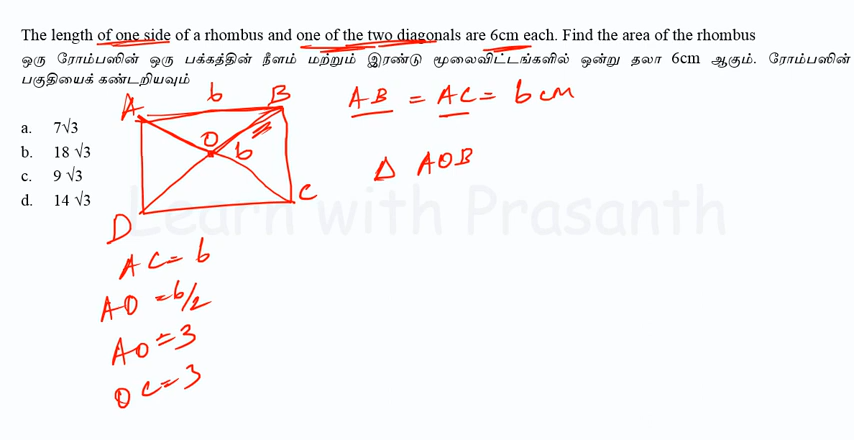 The length of one side of a rhombus and one of the two diagonals are 6cm each. Find the area of the rhombus
ஒரு ரோம்பஸின் ஒரு பக்கத்தின் நீளம் மற்றும் இரண்டு மூலைவிட்டங்களில் ஒன்று தலா 6cm ஆகும். ரோம்பஸின்
பகுதியைக் கண்டறியவும்
a. 7√3
b. 18 √3
c. 9 √3
d. 14 √3
A 6 B
O 6
D C
AB = AC = 6 cm
Δ AOB
AC = 6
AO = 6/2
AO = 3
OC = 3
Learn with Prasanth